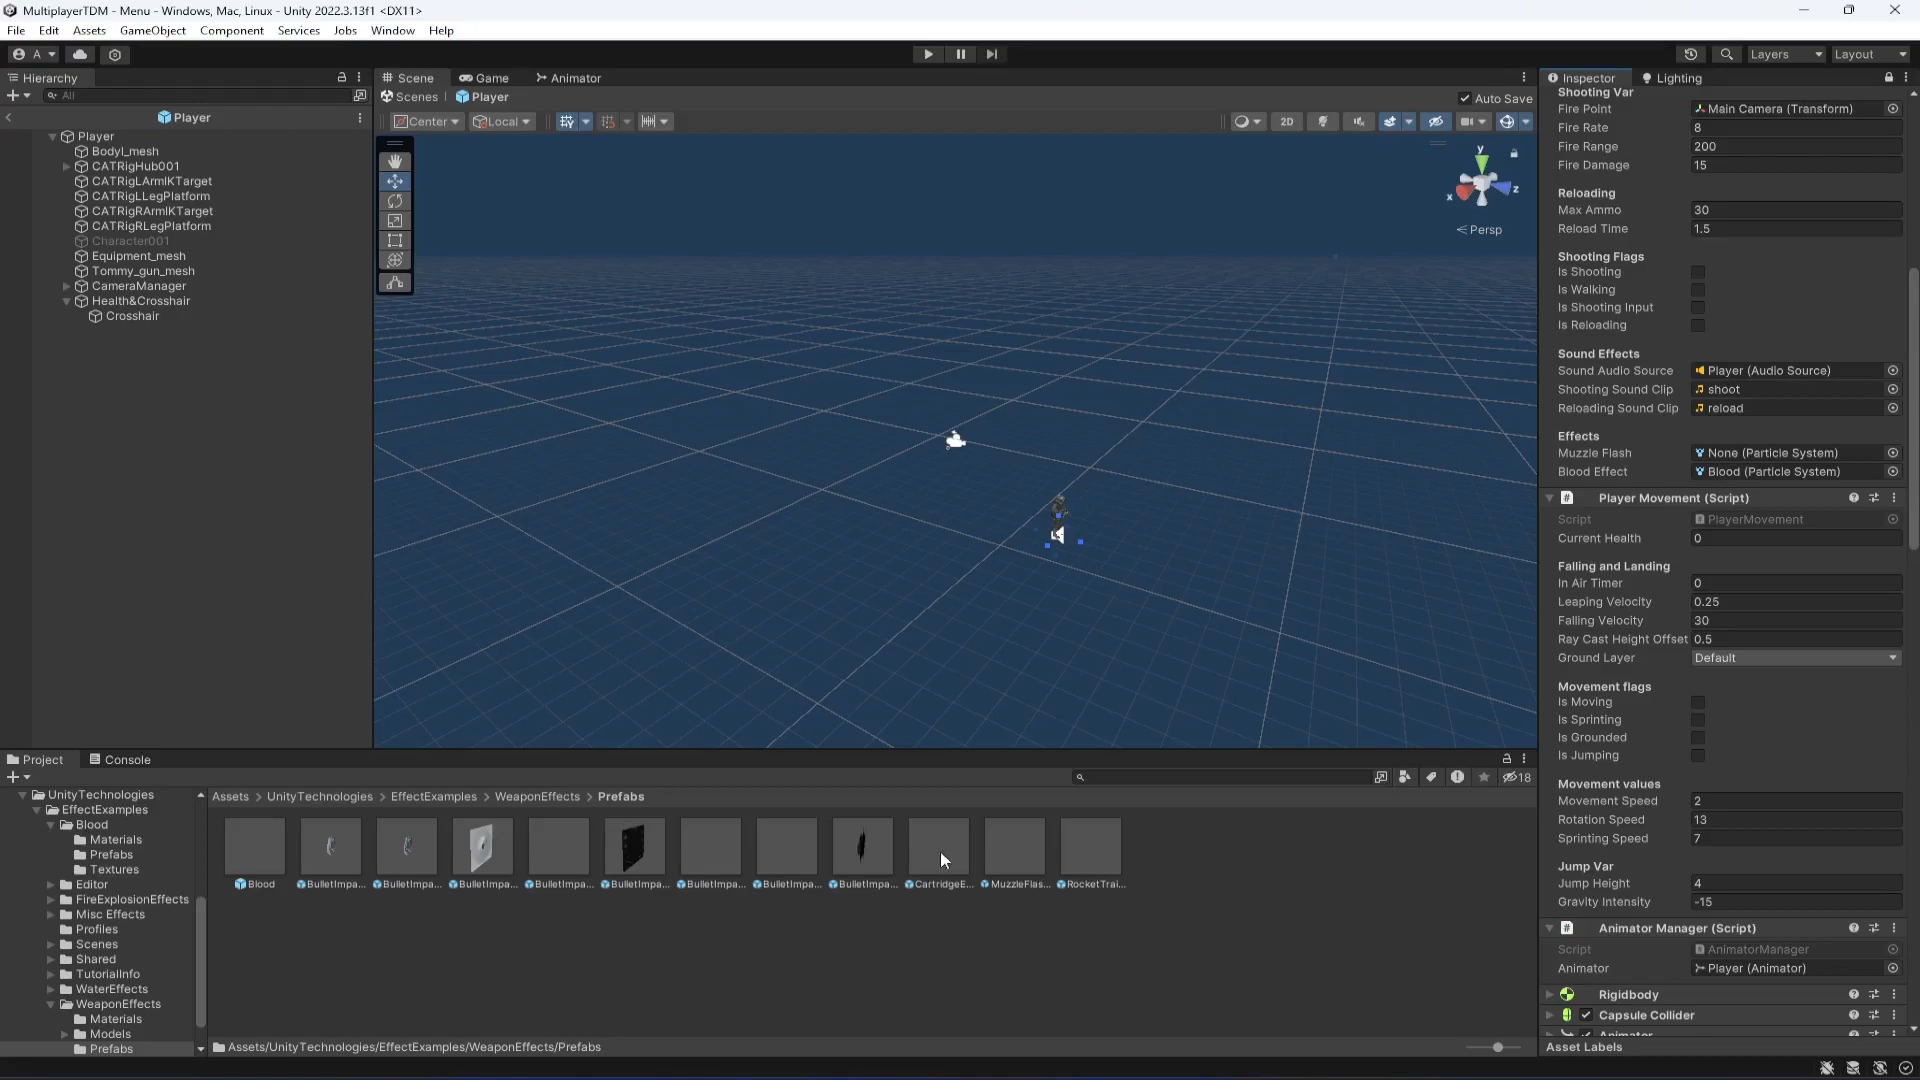 MultiplayerTDM - Menu - Windows, Mac, Linux - Unity 2022.3.13f1 <DX11>
File Edit Assets GameObject Component Services Jobs Window Help
A Layers Layout
Hierarchy
All
Player
Player
Bodyl_mesh
CATRigHub001
CATRigLArmIKTarget
CATRigLLegPlatform
CATRigRArmIKTarget
CATRigRLegPlatform
Character001
Equipment_mesh
Tommy_gun_mesh
CameraManager
Health&Crosshair
Crosshair
Scene Game Animator
Scenes Player Auto Save
Center Local 2D
y
x z
Persp
Inspector Lighting
Shooting Var
Fire Point Main Camera (Transform)
Fire Rate 8
Fire Range 200
Fire Damage 15
Reloading
Max Ammo 30
Reload Time 1.5
Shooting Flags
Is Shooting
Is Walking
Is Shooting Input
Is Reloading
Sound Effects
Sound Audio Source Player (Audio Source)
Shooting Sound Clip shoot
Reloading Sound Clip reload
Effects
Muzzle Flash None (Particle System)
Blood Effect Blood (Particle System)
# Player Movement (Script)
Script PlayerMovement
Current Health 0
Falling and Landing
In Air Timer 0
Leaping Velocity 0.25
Falling Velocity 30
Ray Cast Height Offset 0.5
Ground Layer Default
Movement flags
Is Moving
Is Sprinting
Is Grounded
Is Jumping
Movement values
Movement Speed 2
Rotation Speed 13
Sprinting Speed 7
Jump Var
Jump Height 4
Gravity Intensity -15
# Animator Manager (Script)
Script AnimatorManager
Animator Player (Animator)
Rigidbody
Capsule Collider
Animator
Asset Labels
Project Console
18
UnityTechnologies
EffectExamples
Blood
Materials
Prefabs
Textures
Editor
FireExplosionEffects
Misc Effects
Profiles
Scenes
Shared
TutorialInfo
WaterEffects
WeaponEffects
Materials
Models
Prefabs
Assets > UnityTechnologies > EffectExamples > WeaponEffects > Prefabs
Blood BulletImpa... BulletImpa... BulletImpa... BulletImpa... BulletImpa... BulletImpa... BulletImpa... BulletImpa... CartridgeE... MuzzleFlas... RocketTrai...
Assets/UnityTechnologies/EffectExamples/WeaponEffects/Prefabs